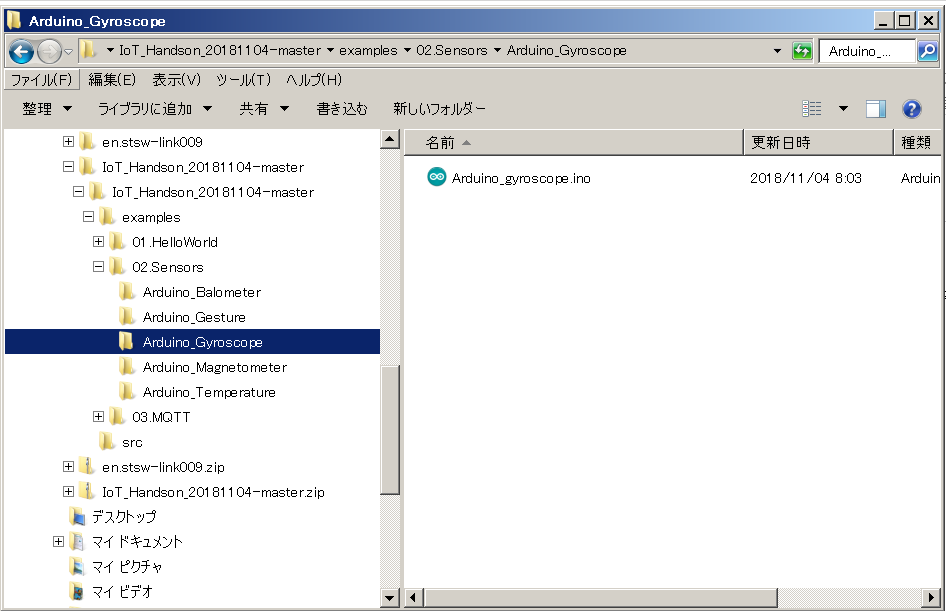 Arduino_Gyroscope
IoT_Handson_20181104-master examples 02.Sensors Arduino_Gyroscope Arduino_...
ファイル(F) 編集(E) 表示(V) ツール(T) ヘルプ(H)
整理 ライブラリに追加 共有 書き込む 新しいフォルダー
en.stsw-link009
IoT_Handson_20181104-master
IoT_Handson_20181104-master
examples
01.HelloWorld
02.Sensors
Arduino_Balometer
Arduino_Gesture
Arduino_Gyroscope
Arduino_Magnetometer
Arduino_Temperature
03.MQTT
src
en.stsw-link009.zip
IoT_Handson_20181104-master.zip
デスクトップ
マイ ドキュメント
マイ ピクチャ
マイ ビデオ
名前 更新日時 種類
Arduino_gyroscope.ino 2018/11/04 8:03 Arduin